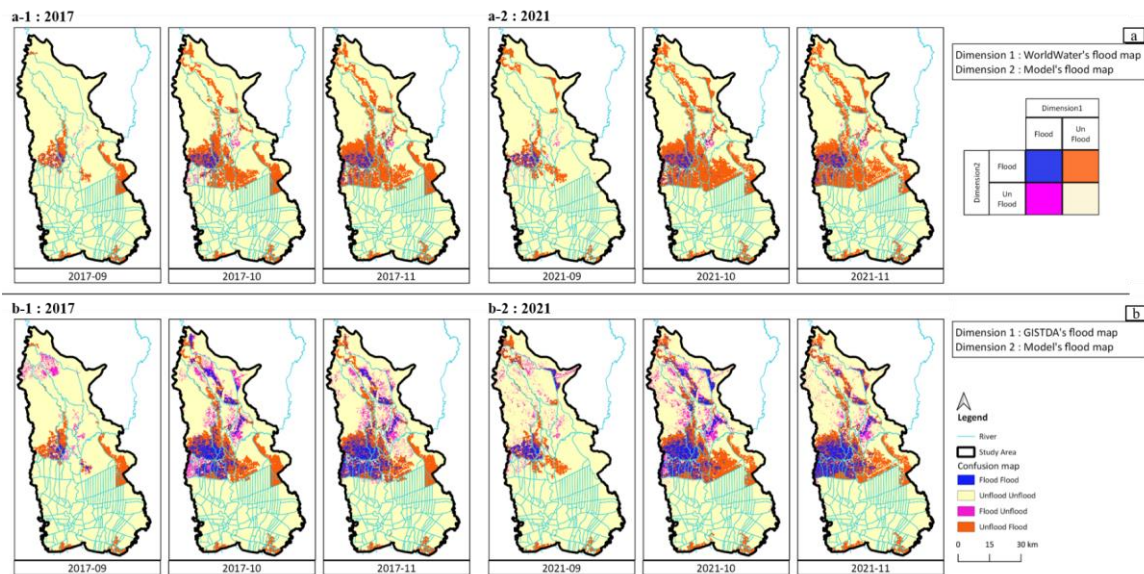 a-1 : 2017
a-2 : 2021
a
Dimension 1 : WorldWater's flood map
Dimension 2 : Model's flood map
Dimension1
Flood
Un
Flood
Dimension2
Flood
Un
Flood
2017-09
2017-10
2017-11
2021-09
2021-10
2021-11
b-1 : 2017
b-2 : 2021
b
Dimension 1 : GISTDA's flood map
Dimension 2 : Model's flood map
Legend
River
Study Area
Confusion map
Flood Flood
Unflood Unflood
Flood Unflood
Unflood Flood
0 15 30 km
2017-09
2017-10
2017-11
2021-09
2021-10
2021-11